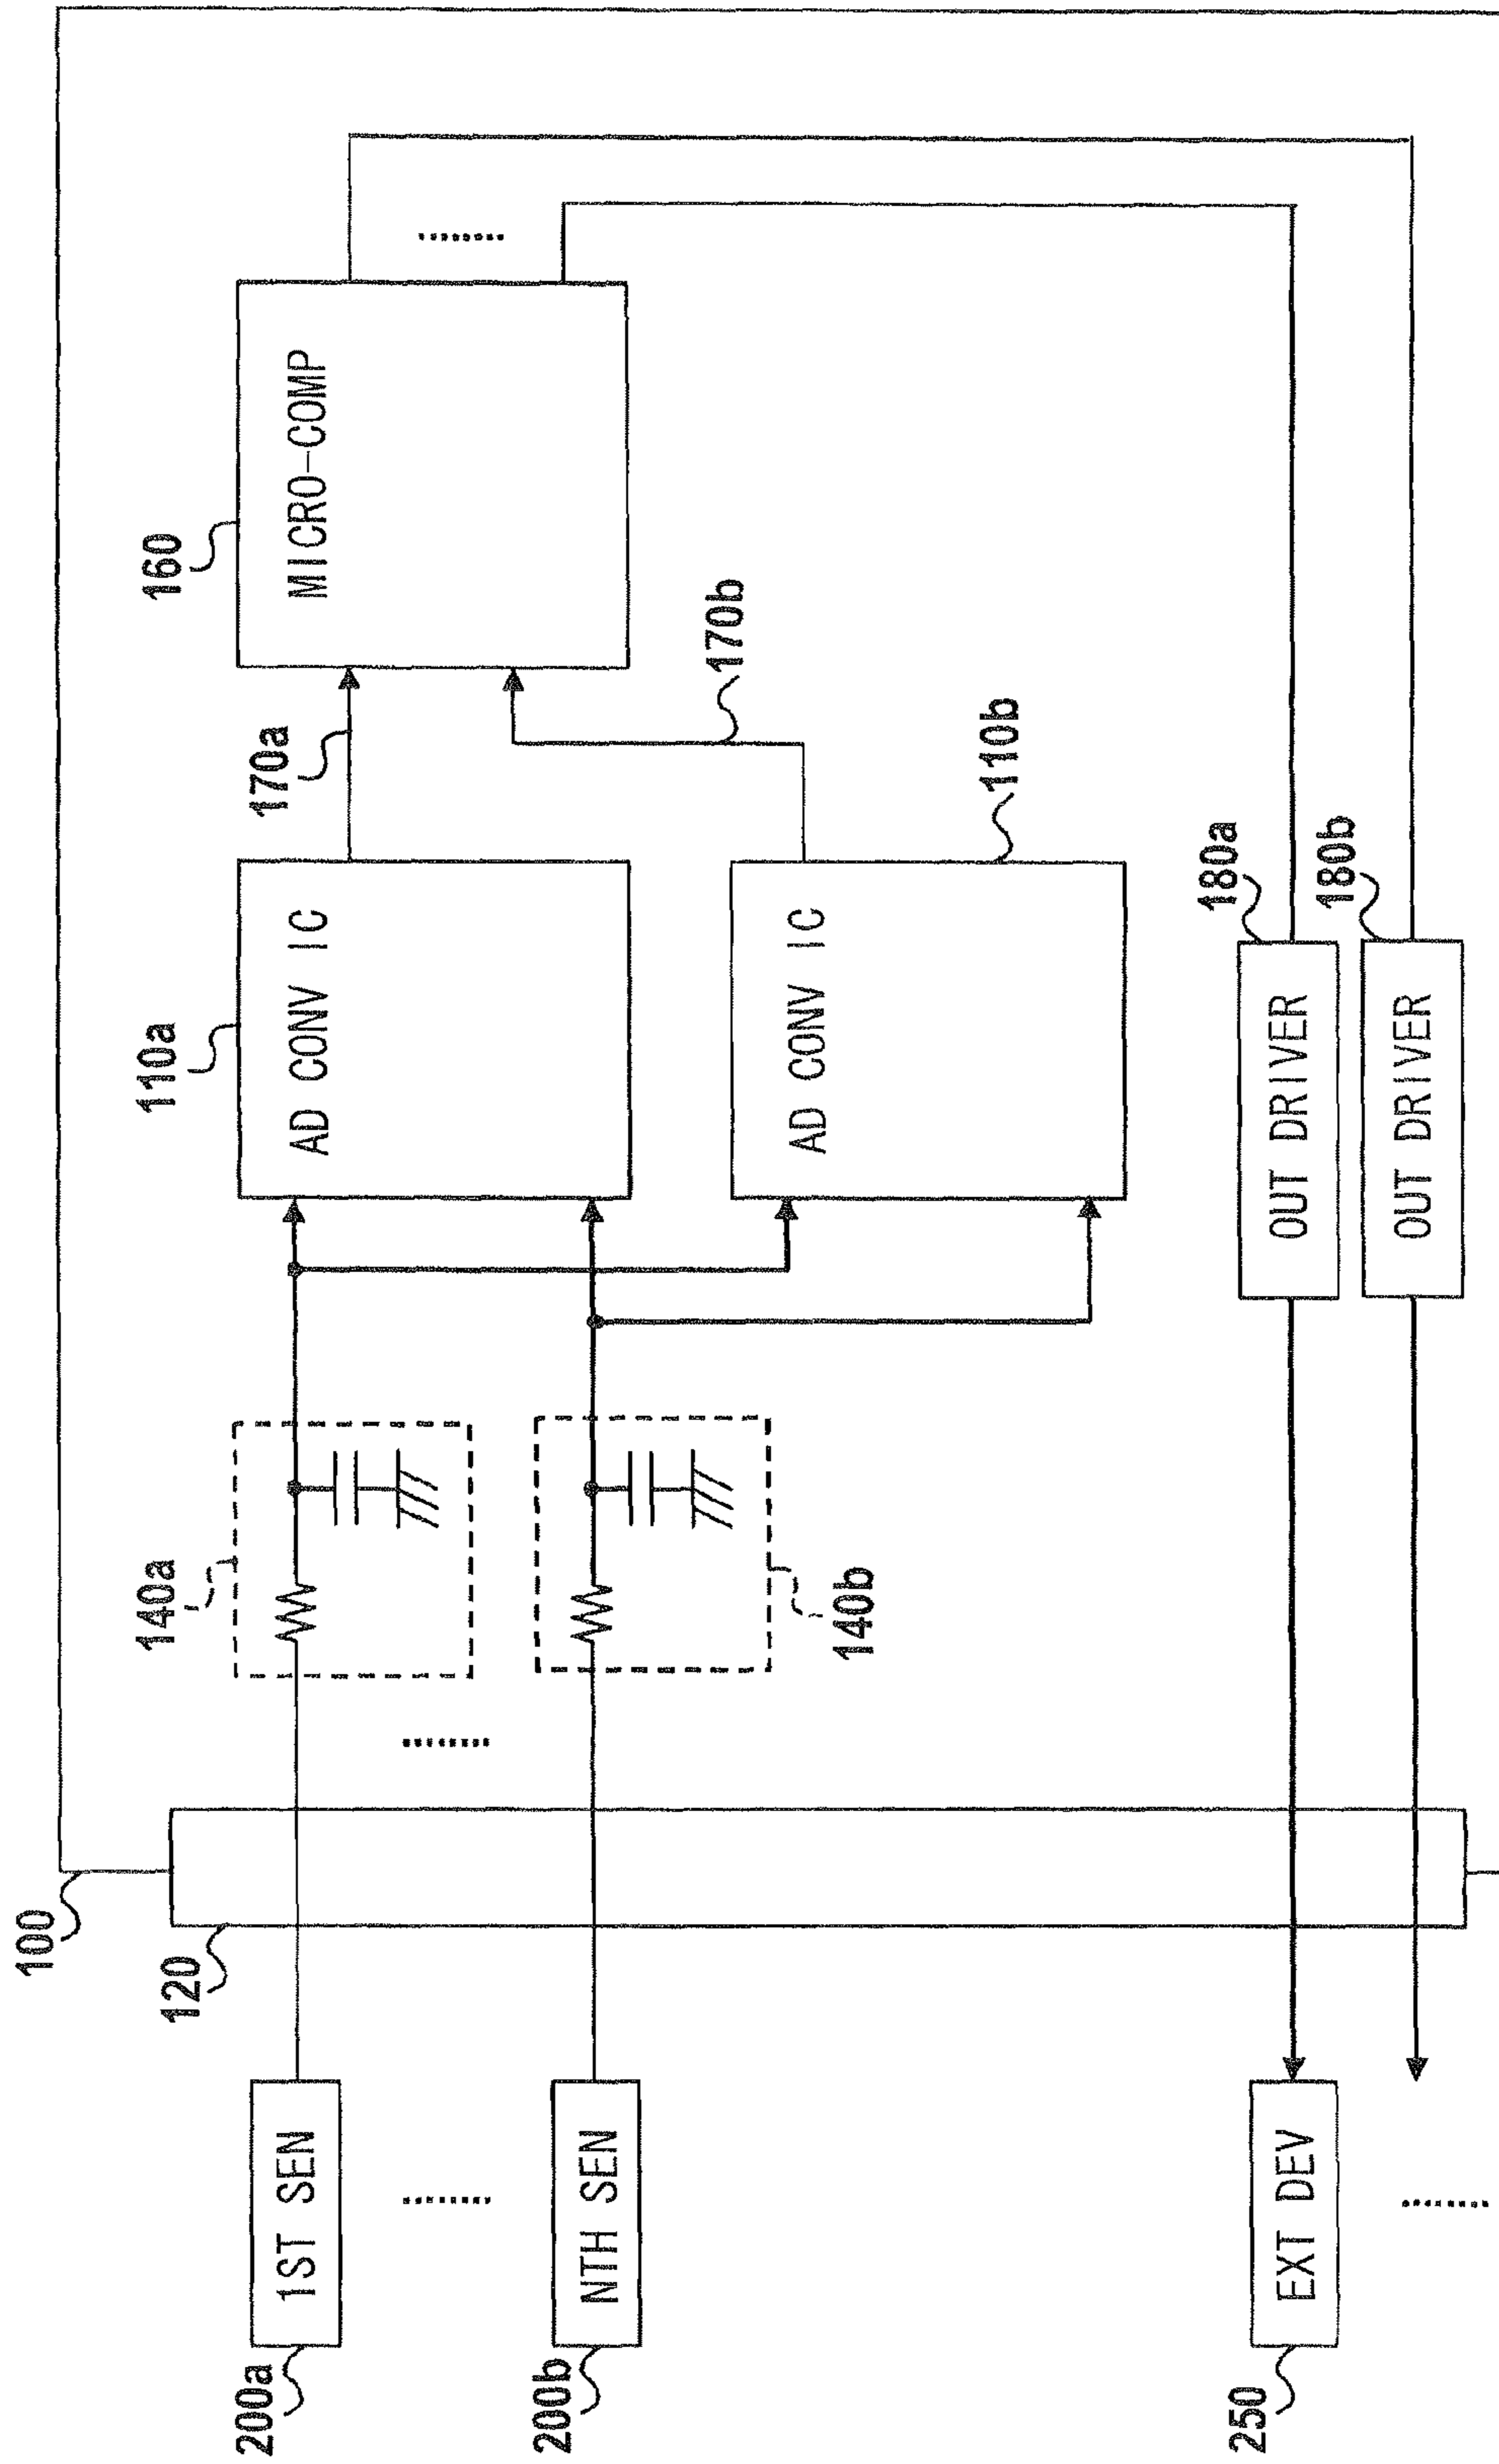 100
120
140a
110a
160
200a
1ST SEN
AD CONV IC
170a
MICRO-COMP
200b
NTH SEN
140b
170b
AD CONV IC
110b
250
EXT DEV
OUT DRIVER
180a
OUT DRIVER
180b